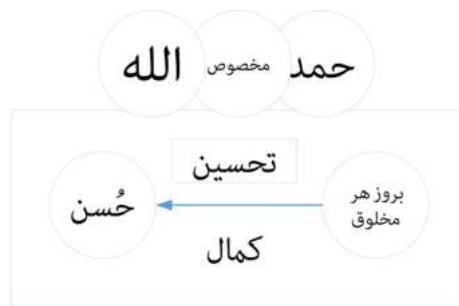 حمد مخصوص الله
تحسین
بروز هر
مخلوق
حُسن
کمال